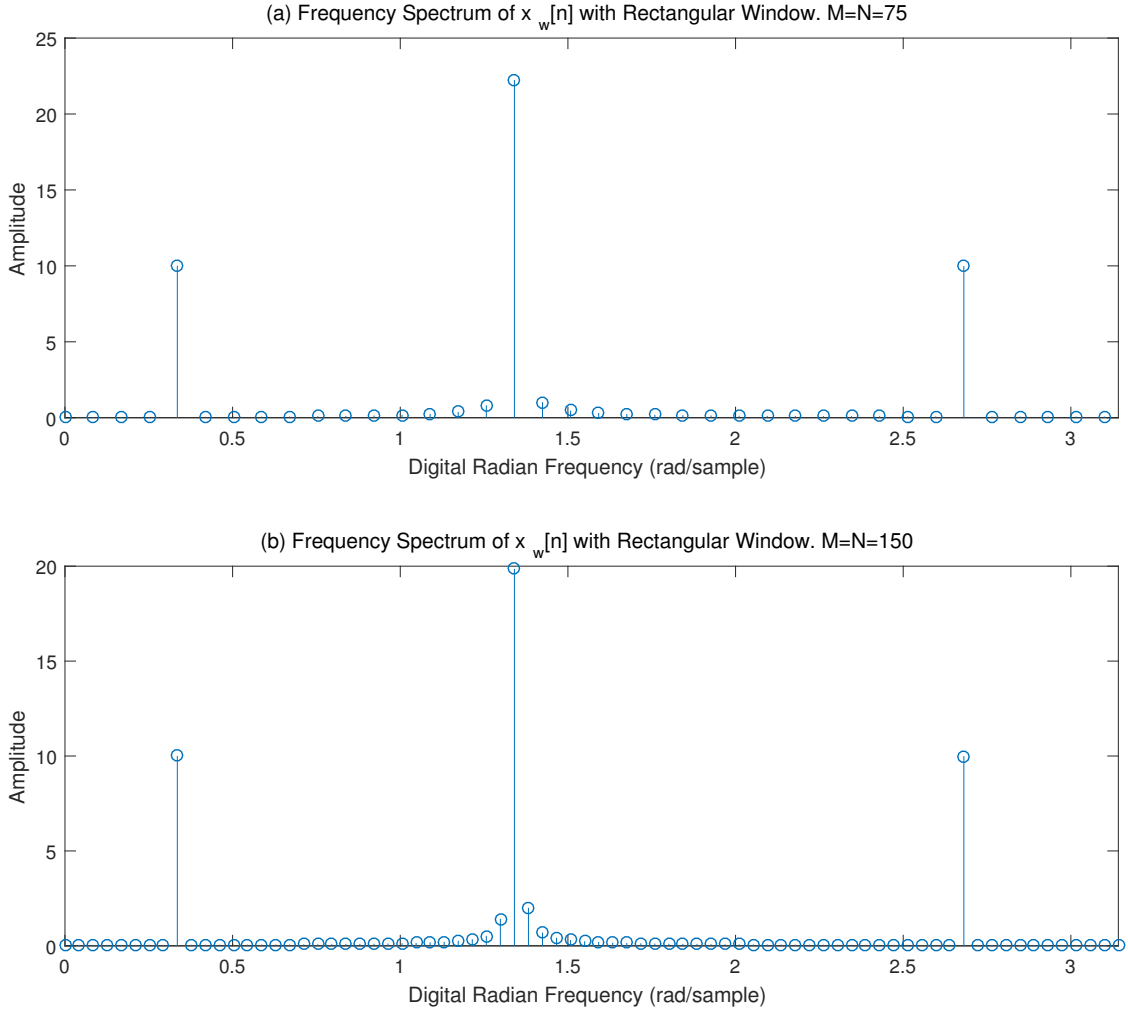 (a) Frequency Spectrum of x w[n] with Rectangular Window. M=N=75
25
20
15
10
5
0
Amplitude
0 0.5 1 1.5 2 2.5 3
Digital Radian Frequency (rad/sample)
(b) Frequency Spectrum of x w[n] with Rectangular Window. M=N=150
20
15
10
5
0
Amplitude
0 0.5 1 1.5 2 2.5 3
Digital Radian Frequency (rad/sample)